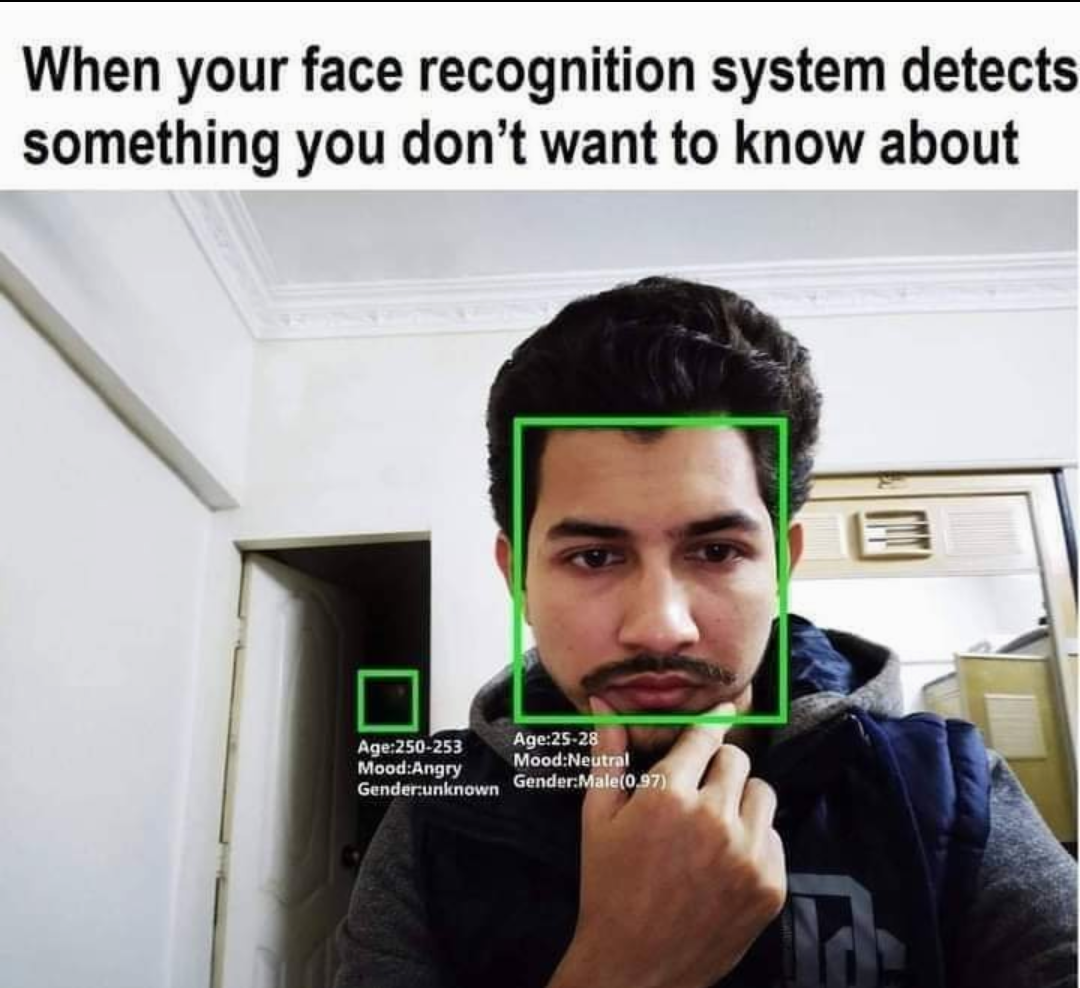 When your face recognition system detects
something you don't want to know about
Age:250-253
Mood:Angry
Gender:unknown
Age:25-28
Mood:Neutral
Gender:Male(0.97)